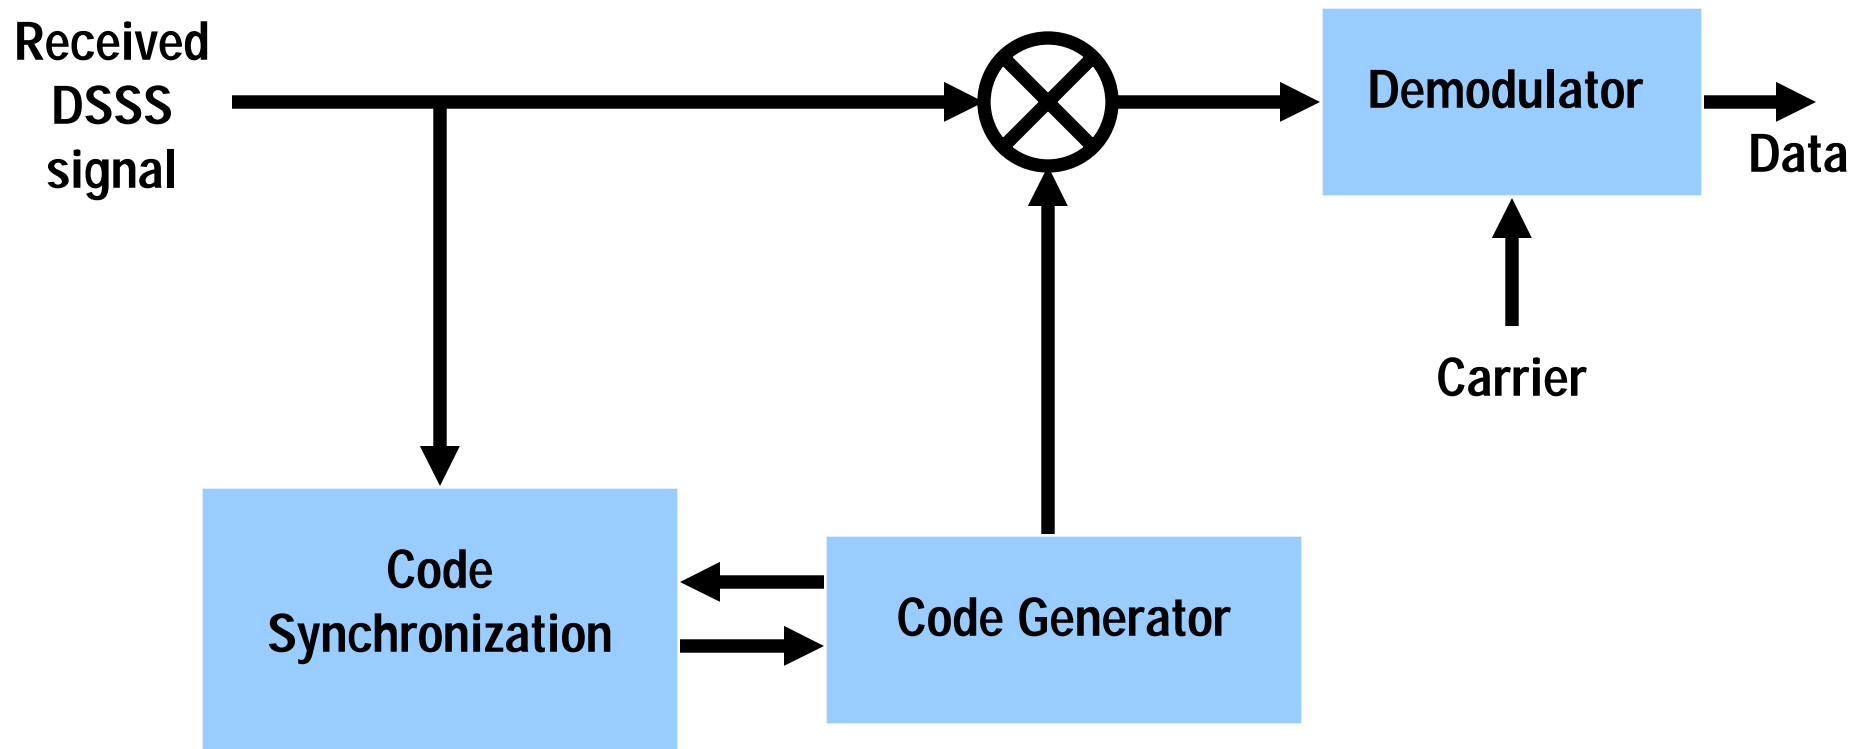 Received
DSSS
signal
Demodulator
Data
Carrier
Code
Synchronization
Code Generator